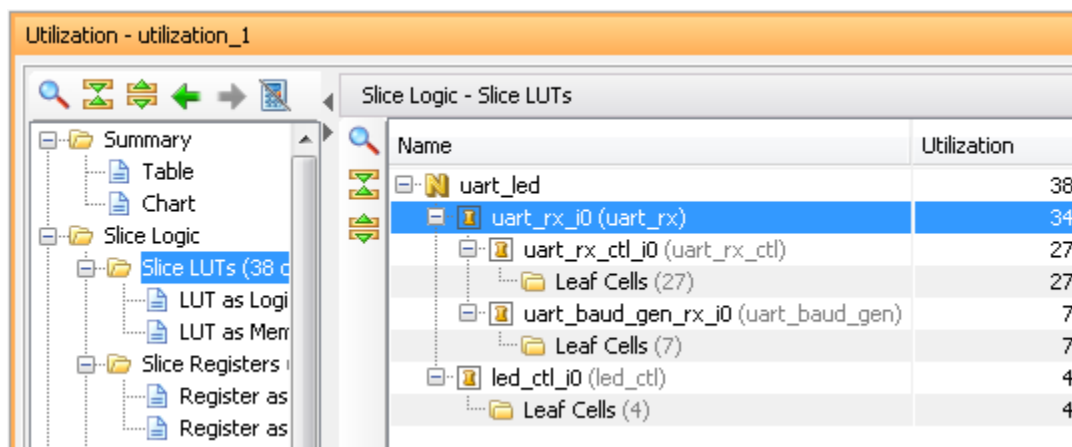 Utilization - utilization_1
Summary
Table
Chart
Slice Logic
Slice LUTs (38
LUT as Logi
LUT as Mem
Slice Registers
Register as
Register as
Slice Logic - Slice LUTs
Name Utilization
uart_led 38
uart_rx_i0 (uart_rx) 34
uart_rx_ctl_i0 (uart_rx_ctl) 27
Leaf Cells (27) 27
uart_baud_gen_rx_i0 (uart_baud_gen) 7
Leaf Cells (7) 7
led_ctl_i0 (led_ctl) 4
Leaf Cells (4) 4